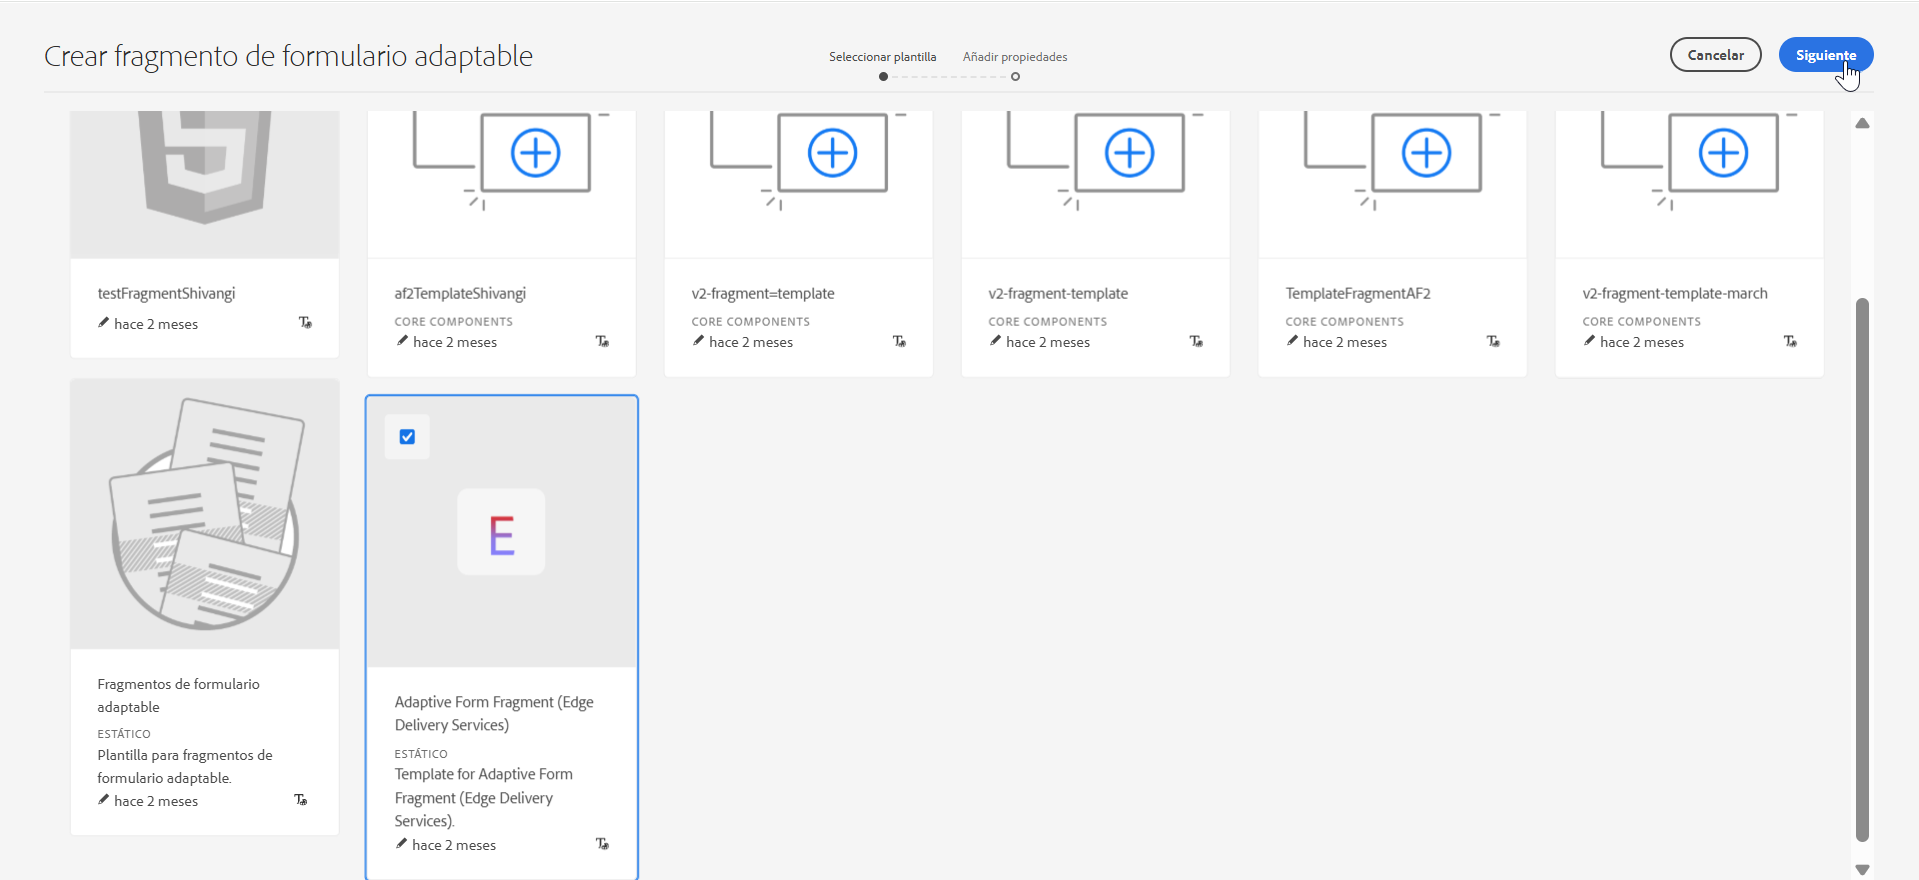 Crear fragmento de formulario adaptable
Seleccionar plantilla
Añadir propiedades
Cancelar
Siguiente
testFragmentShivangi
hace 2 meses
af2TemplateShivangi
CORE COMPONENTS
hace 2 meses
v2-fragment=template
CORE COMPONENTS
hace 2 meses
v2-fragment-template
CORE COMPONENTS
hace 2 meses
TemplateFragmentAF2
CORE COMPONENTS
hace 2 meses
v2-fragment-template-march
CORE COMPONENTS
hace 2 meses
Fragmentos de formulario
adaptable
ESTÁTICO
Plantilla para fragmentos de
formulario adaptable.
hace 2 meses
E
Adaptive Form Fragment (Edge
Delivery Services)
ESTÁTICO
Template for Adaptive Form
Fragment (Edge Delivery
Services).
hace 2 meses